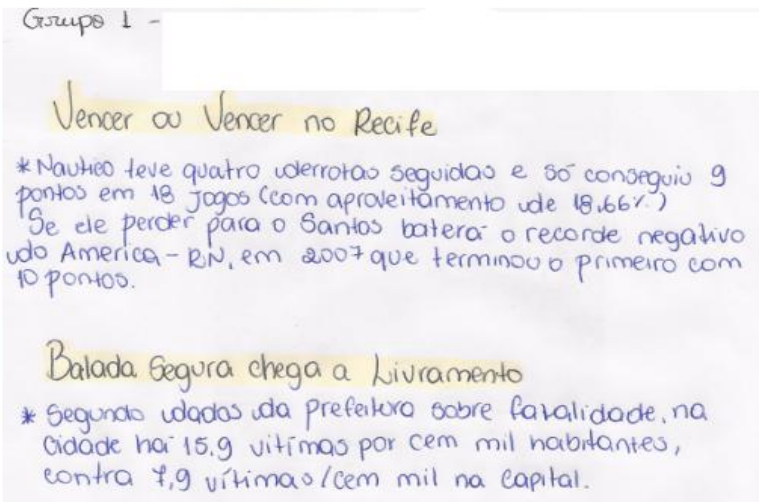 Grupo 1 -
Vencer ou Vencer no Recife
* Nautico teve quatro derrotas seguidas e só conseguiu 9
pontos em 18 jogos (com aproveitamento de 18,66%)
Se ele perder para o Santos baterá o recorde negativo
do America - RN, em 2007 que terminou o primeiro com
10 pontos.
Balada Segura chega a Livramento
* Segundo dados da prefeitura sobre fatalidade, na
cidade há 15,9 vitímas por cem mil habitantes,
contra 7,9 vítimas/cem mil na capital.